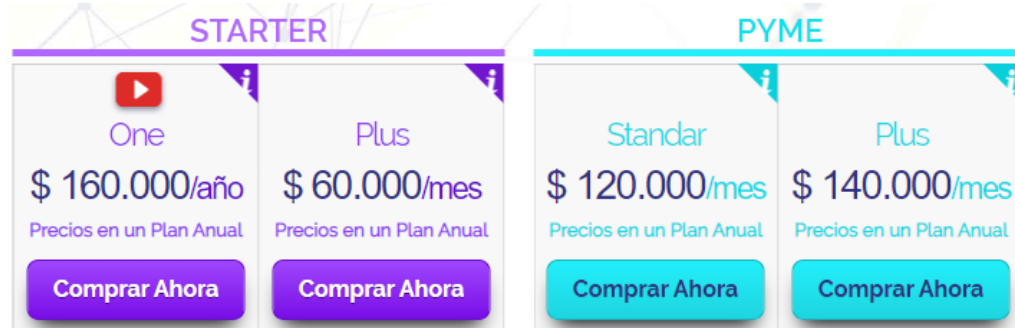 STARTER
PYME
One
Plus
Standar
Plus
$ 160.000/año
$ 60.000/mes
$ 120.000/mes
$ 140.000/mes
Precios en un Plan Anual
Precios en un Plan Anual
Precios en un Plan Anual
Precios en un Plan Anual
Comprar Ahora
Comprar Ahora
Comprar Ahora
Comprar Ahora